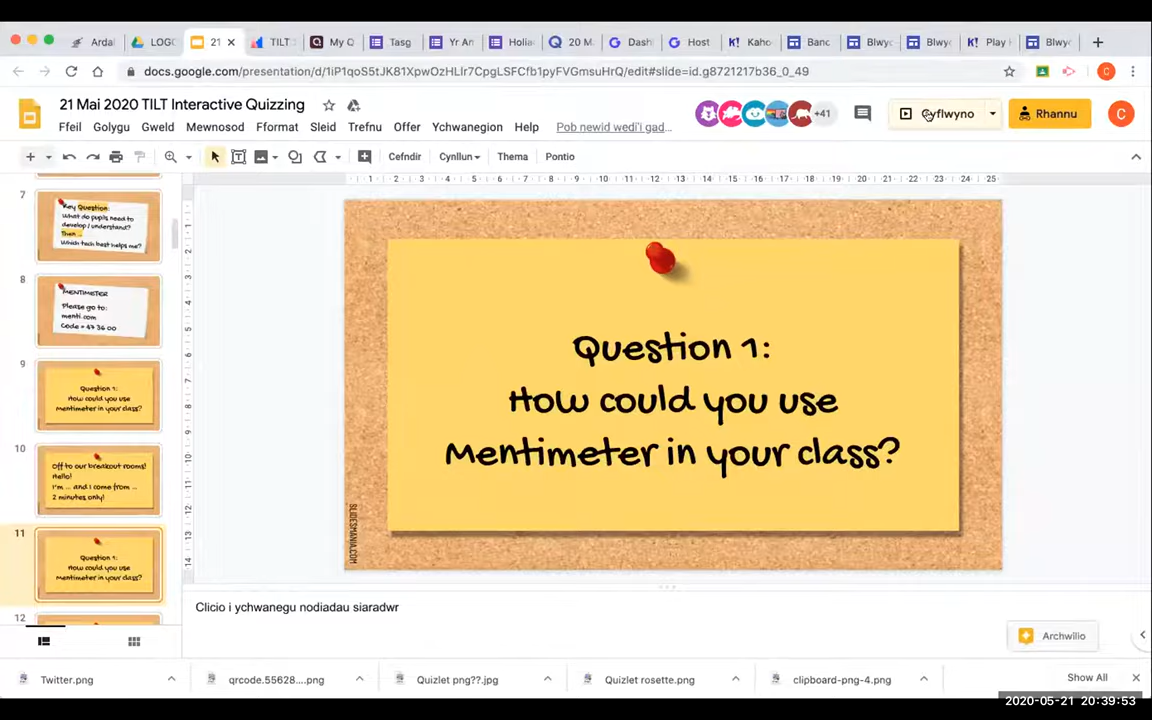 Ardal
LOGO
21
TILT
My Q
Tasg
Yr An
Holia
20 M
Dash
Host
Kaho
Banc
Blwy
Blwy
Play
Blwy
docs.google.com/presentation/d/1iP1qoS5tJK81XpwOzHLIr7CpgLSFCfb1pyFVGmsuHrQ/edit#slide=id.g8721217b36_0_49
21 Mai 2020 TILT Interactive Quizzing
+41
Cyflwyno
Rhannu
C
Ffeil Golygu Gweld Mewnosod Fformat Sleid Trefnu Offer Ychwanegion Help Pob newid wedi'i gad...
Cefndir Cynllun Thema Pontio
7
Key Question:
What do pupils need to
develop / understand?
Then ...
Which tech best helps me?
8
MENTIMETER
Please go to:
menti.com
Code = 47 36 00
9
Question 1:
How could you use
Mentimeter in your class?
10
Off to our breakout rooms!
Hello!
I'm ... and I come from ...
2 minutes only!
11
Question 1:
How could you use
Mentimeter in your class?
12
Question 1:
How could you use
Mentimeter in your class?
SLIDESMANIA.COM
Clicio i ychwanegu nodiadau siaradwr
Archwilio
Twitter.png
qrcode.55628....png
Quizlet png??.jpg
Quizlet rosette.png
clipboard-png-4.png
Show All
2020-05-21 20:39:53